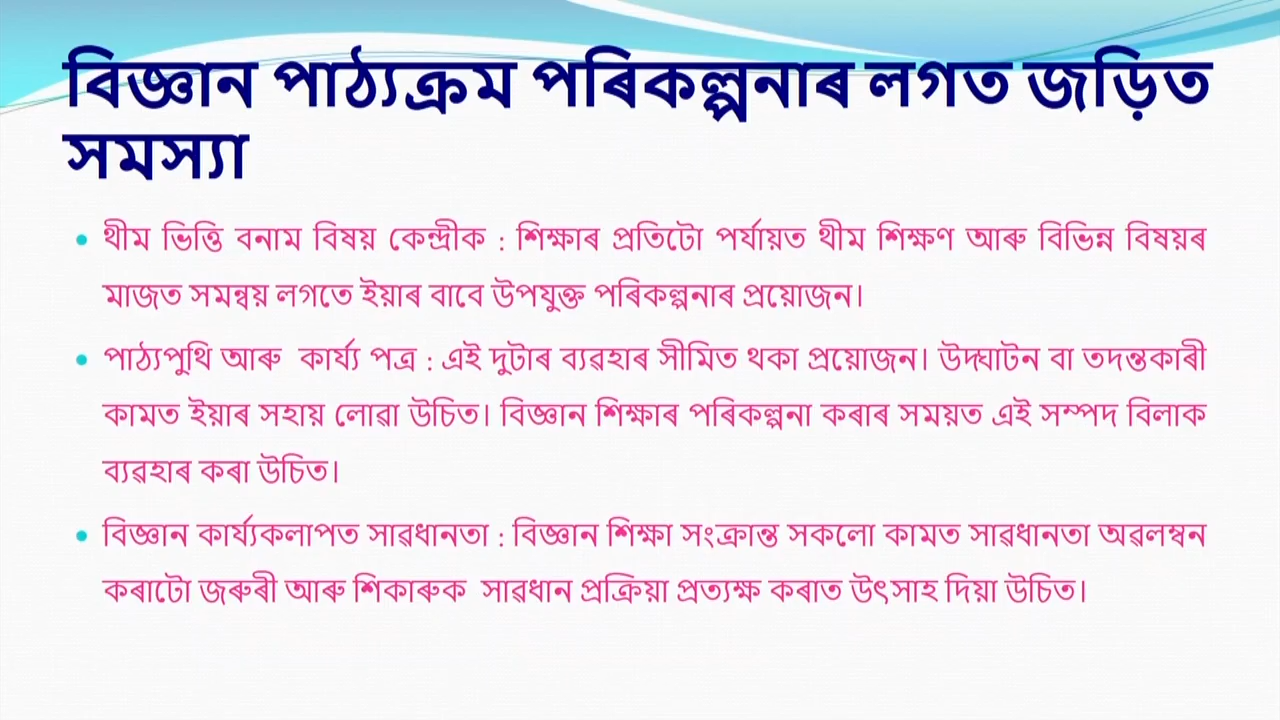 বিজ্ঞান পাঠ্যক্ৰম পৰিকল্পনাৰ লগত জড়িত
সমস্যা
• থীম ভিত্তি বনাম বিষয় কেন্দ্ৰীক : শিক্ষাৰ প্ৰতিটো পৰ্যায়ত থীম শিক্ষণ আৰু বিভিন্ন বিষয়ৰ
মাজত সমন্বয় লগতে ইয়াৰ বাবে উপযুক্ত পৰিকল্পনাৰ প্ৰয়োজন।
• পাঠ্যপুথি আৰু কাৰ্য্য পত্ৰ : এই দুটাৰ ব্যৱহাৰ সীমিত থকা প্ৰয়োজন। উদ্ঘাটন বা তদন্তকাৰী
কামত ইয়াৰ সহায় লোৱা উচিত। বিজ্ঞান শিক্ষাৰ পৰিকল্পনা কৰাৰ সময়ত এই সম্পদ বিলাক
ব্যৱহাৰ কৰা উচিত।
• বিজ্ঞান কাৰ্য্যকলাপত সাৱধানতা : বিজ্ঞান শিক্ষা সংক্ৰান্ত সকলো কামত সাৱধানতা অৱলম্বন
কৰাটো জৰুৰী আৰু শিকাৰুক সাৱধান প্ৰক্ৰিয়া প্ৰত্যক্ষ কৰাত উৎসাহ দিয়া উচিত।